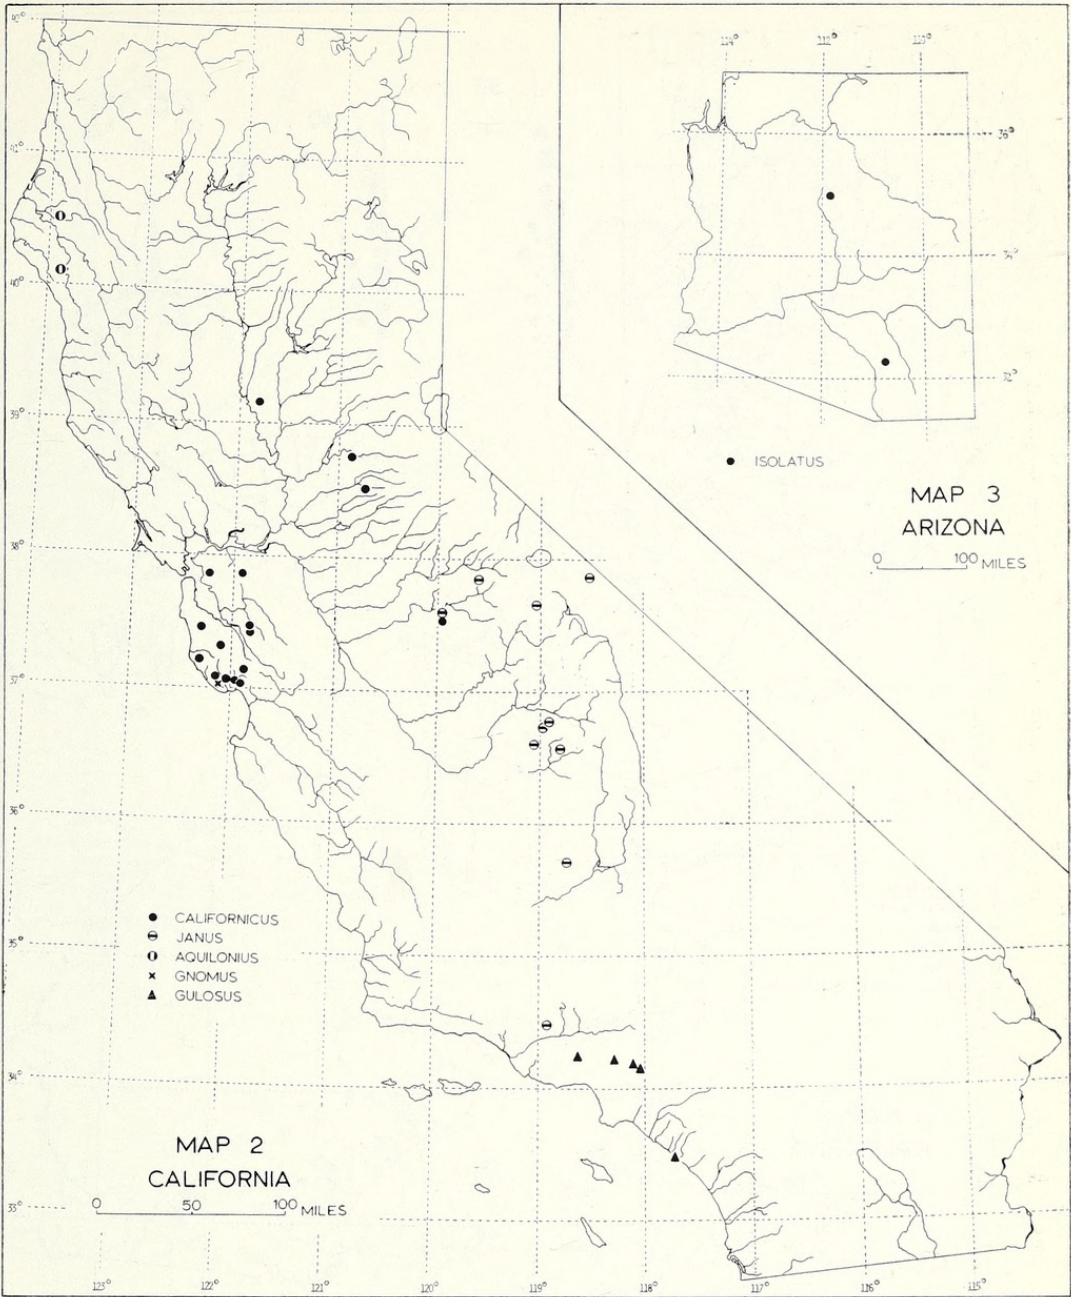 42°
114°
112°
110°
36°
34°
32°
41°
40°
39°
38°
37°
36°
35°
34°
33°
● ISOLATUS
MAP 3
ARIZONA
0 100 MILES
CALIFORNICUS
JANUS
AQUILONIUS
GNOMUS
GULOSUS
MAP 2
CALIFORNIA
0 50 100 MILES
123° 122° 121° 120° 119° 118° 117° 116° 115°